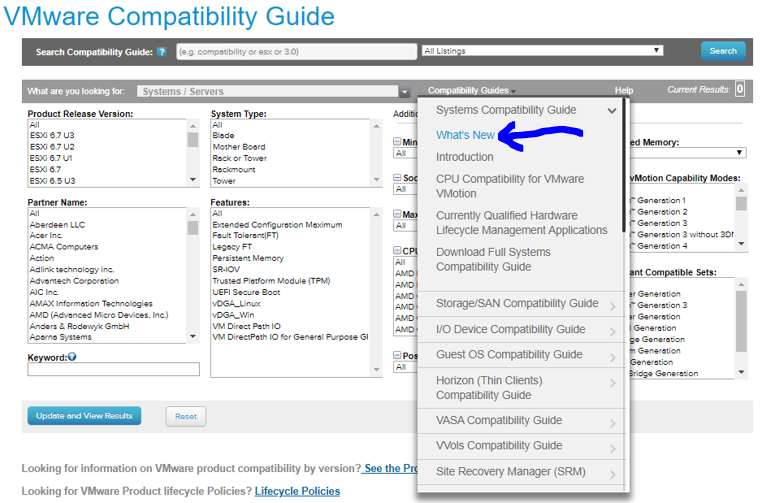 VMware Compatibility Guide
Search Compatibility Guide: ? (e.g. compatibility or esx or 3.0) All Listings Search
What are you looking for: Systems / Servers Compatibility Guides Help Current Results: 0
Product Release Version:
All
ESXi 6.7 U3
ESXi 6.7 U2
ESXi 6.7 U1
ESXi 6.7
ESXi 6.5 U3
System Type:
All
Blade
Mother Board
Rack or Tower
Rackmount
Tower
Partner Name:
All
Aberdeen LLC
Acer Inc.
ACMA Computers
Action
Adlink technology inc.
Advantech Corporation
AIC Inc.
AMAX Information Technologies
AMD (Advanced Micro Devices, Inc.)
Anders & Rodewyk GmbH
Aparna Systems
Features:
All
Extended Configuration Maximum
Fault Tolerant(FT)
Legacy FT
Persistent Memory
SR-IOV
Trusted Platform Module (TPM)
UEFI Secure Boot
vDGA_Linux
vDGA_Win
VM Direct Path IO
VM DirectPath IO for General Purpose GF
Keyword: ?
Additio
Min
All
Soc
All
Max
All
CPU
All
AMD
AMD
AMD
AMD
AMD
AMD
Pos
All
Systems Compatibility Guide
What's New
Introduction
CPU Compatibility for VMware
VMotion
Currently Qualified Hardware
Lifecycle Management Applications
Download Full Systems
Compatibility Guide
Storage/SAN Compatibility Guide
I/O Device Compatibility Guide
Guest OS Compatibility Guide
Horizon (Thin Clients)
Compatibility Guide
VASA Compatibility Guide
VVols Compatibility Guide
Site Recovery Manager (SRM)
ed Memory:
vMotion Capability Modes:
Generation 1
Generation 2
Generation 3
Generation 3 without 3DN
Generation 4
ant Compatible Sets:
er Generation
Generation 3
Generation
ge Generation
m Generation
Generation
Bridge Generation
Update and View Results Reset
Looking for information on VMware product compatibility by version? See the Pro
Looking for VMware Product lifecycle Policies? Lifecycle Policies